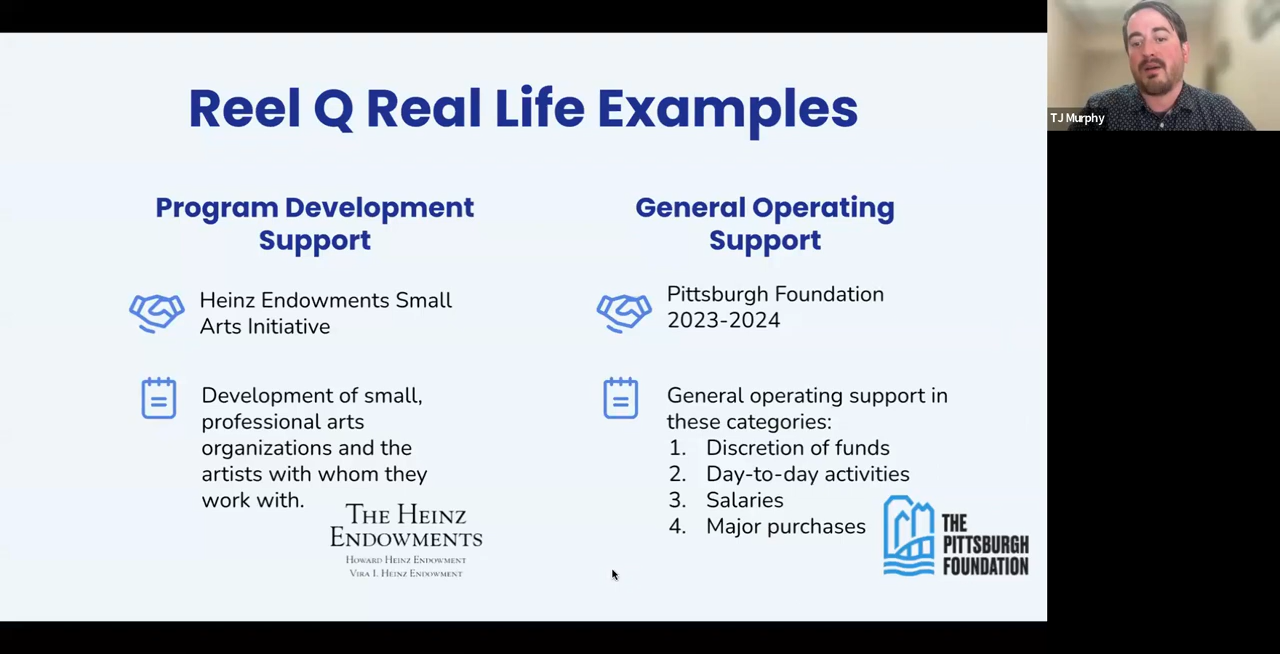 Reel Q Real Life Examples
Program Development
Support
Heinz Endowments Small
Arts Initiative
Development of small,
professional arts
organizations and the
artists with whom they
work with.
THE HEINZ
ENDOWMENTS
HOWARD HEINZ ENDOWMENT
VIRA I. HEINZ ENDOWMENT
General Operating
Support
Pittsburgh Foundation
2023-2024
General operating support in
these categories:
1. Discretion of funds
2. Day-to-day activities
3. Salaries
4. Major purchases
THE
PITTSBURGH
FOUNDATION
TJ Murphy